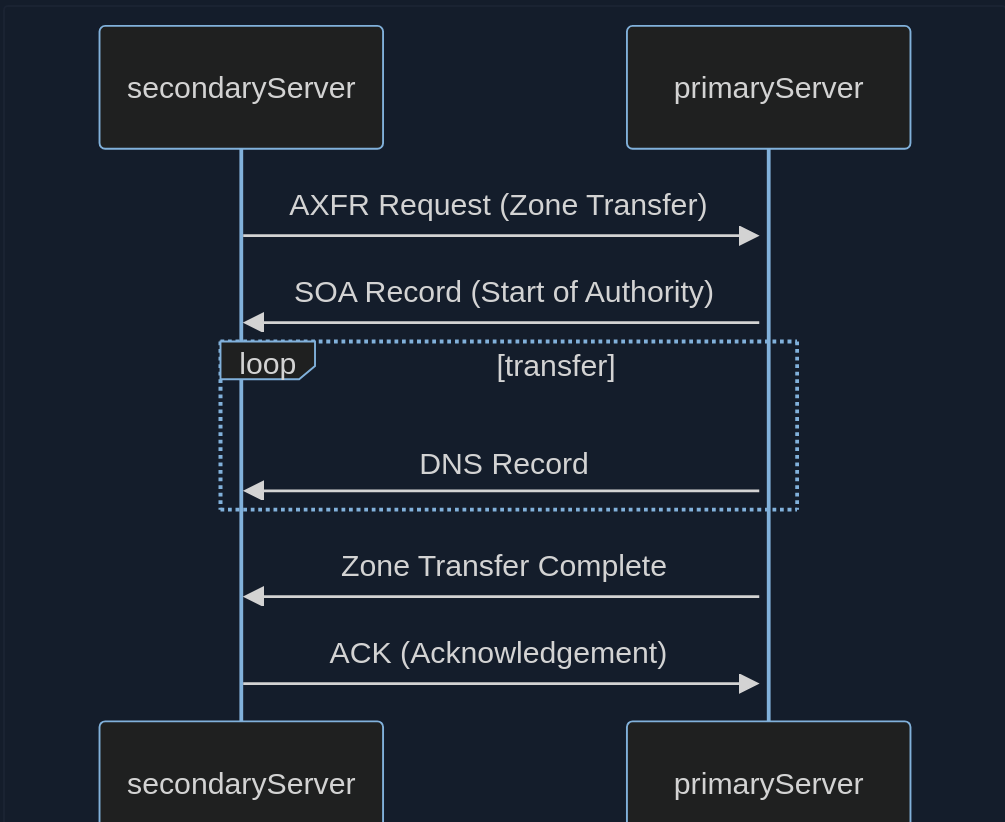 secondaryServer
primaryServer
AXFR Request (Zone Transfer)
SOA Record (Start of Authority)
loop
[transfer]
DNS Record
Zone Transfer Complete
ACK (Acknowledgement)
secondaryServer
primaryServer